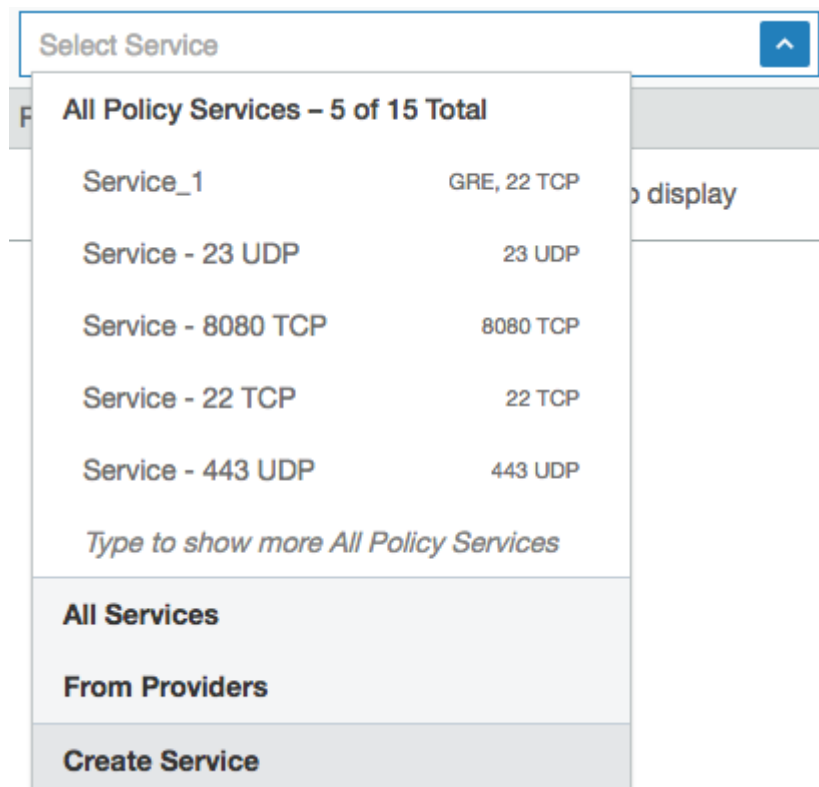 Select Service
All Policy Services – 5 of 15 Total
Service_1 GRE, 22 TCP
display
Service - 23 UDP 23 UDP
Service - 8080 TCP 8080 TCP
Service - 22 TCP 22 TCP
Service - 443 UDP 443 UDP
Type to show more All Policy Services
All Services
From Providers
Create Service